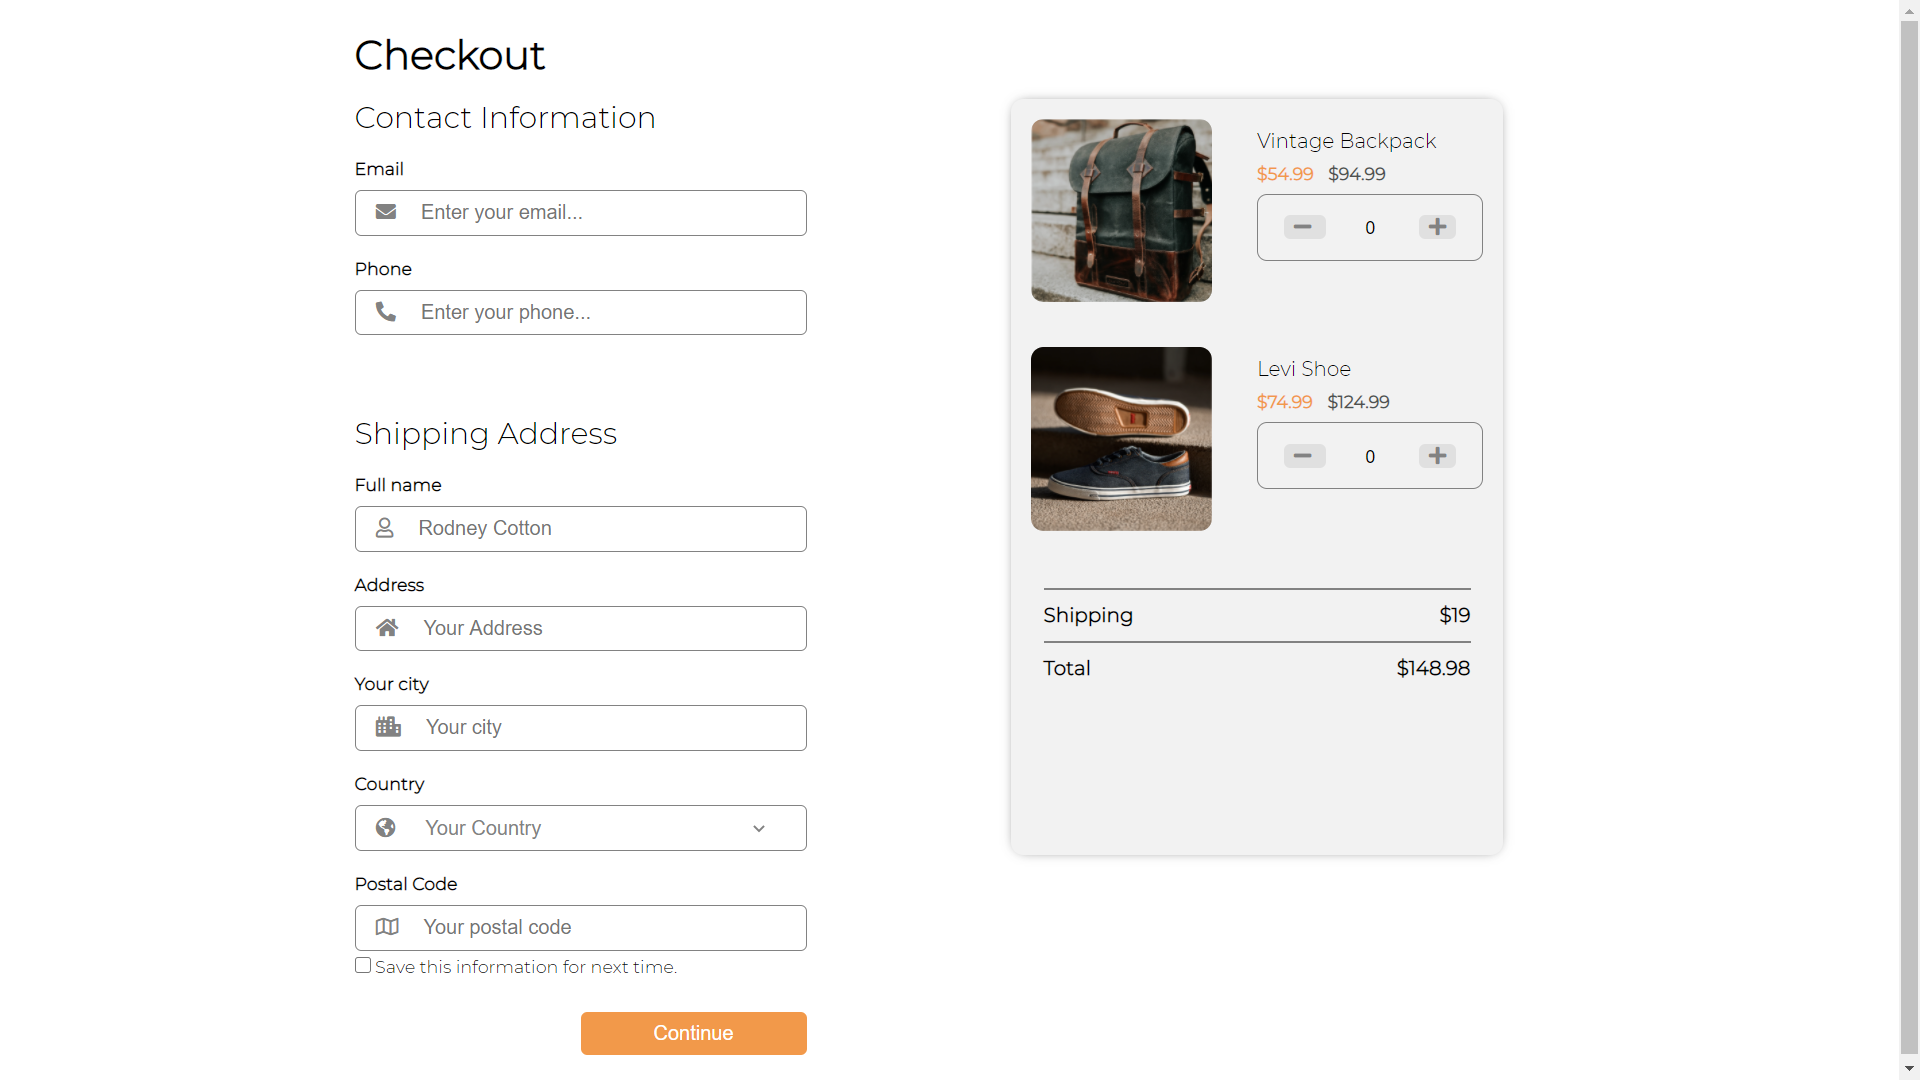 Checkout
Contact Information
Email
Enter your email...
Phone
Enter your phone...
Shipping Address
Full name
Rodney Cotton
Address
Your Address
Your city
Your city
Country
Your Country
Postal Code
Your postal code
Save this information for next time.
Continue
Vintage Backpack
$54.99 $94.99
0
Levi Shoe
$74.99 $124.99
0
Shipping $19
Total $148.98